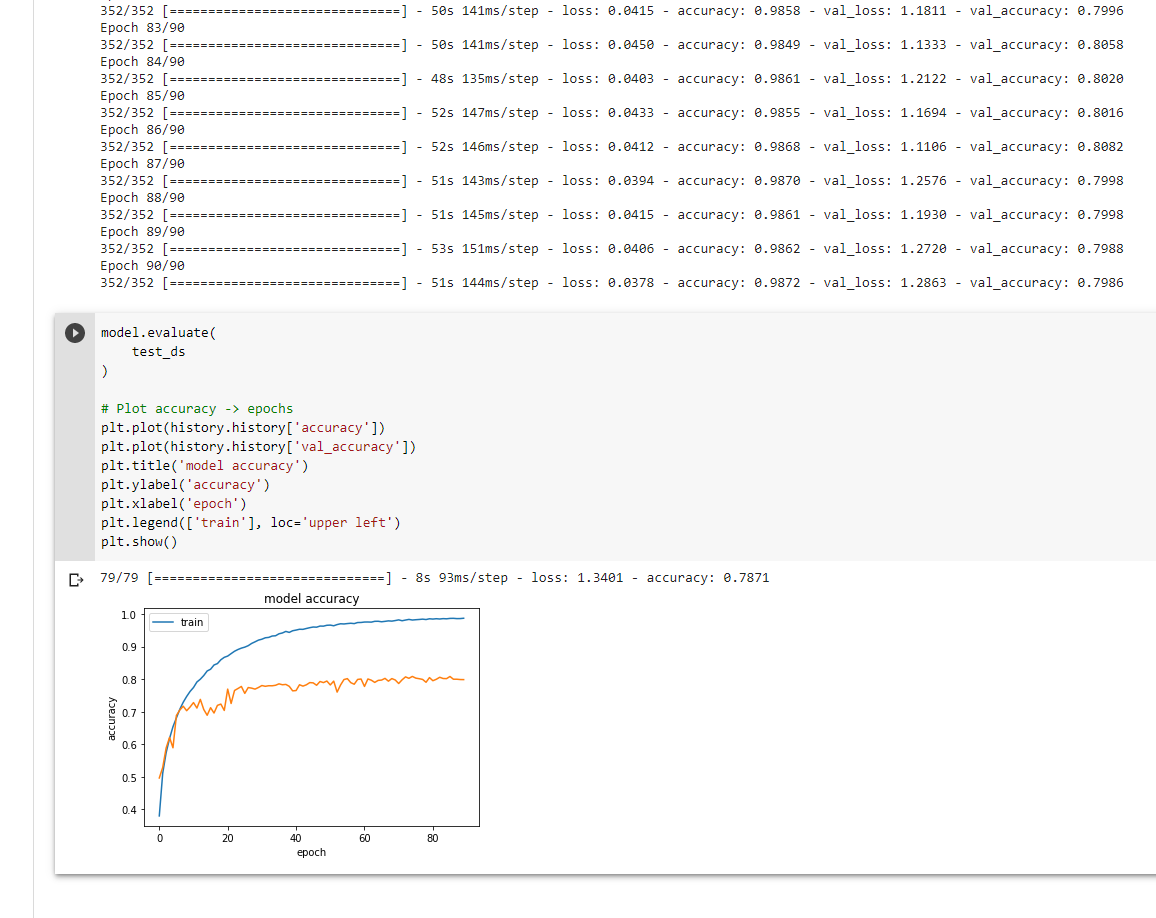 352/352 [==============================] - 50s 141ms/step - loss: 0.0415 - accuracy: 0.9858 - val_loss: 1.1811 - val_accuracy: 0.7996
Epoch 83/90
352/352 [==============================] - 50s 141ms/step - loss: 0.0450 - accuracy: 0.9849 - val_loss: 1.1333 - val_accuracy: 0.8058
Epoch 84/90
352/352 [==============================] - 48s 135ms/step - loss: 0.0403 - accuracy: 0.9861 - val_loss: 1.2122 - val_accuracy: 0.8020
Epoch 85/90
352/352 [==============================] - 52s 147ms/step - loss: 0.0433 - accuracy: 0.9855 - val_loss: 1.1694 - val_accuracy: 0.8016
Epoch 86/90
352/352 [==============================] - 52s 146ms/step - loss: 0.0412 - accuracy: 0.9868 - val_loss: 1.1106 - val_accuracy: 0.8082
Epoch 87/90
352/352 [==============================] - 51s 143ms/step - loss: 0.0394 - accuracy: 0.9870 - val_loss: 1.2576 - val_accuracy: 0.7998
Epoch 88/90
352/352 [==============================] - 51s 145ms/step - loss: 0.0415 - accuracy: 0.9861 - val_loss: 1.1930 - val_accuracy: 0.7998
Epoch 89/90
352/352 [==============================] - 53s 151ms/step - loss: 0.0406 - accuracy: 0.9862 - val_loss: 1.2720 - val_accuracy: 0.7988
Epoch 90/90
352/352 [==============================] - 51s 144ms/step - loss: 0.0378 - accuracy: 0.9872 - val_loss: 1.2863 - val_accuracy: 0.7986
model.evaluate(
    test_ds
)
# Plot accuracy -> epochs
plt.plot(history.history['accuracy'])
plt.plot(history.history['val_accuracy'])
plt.title('model accuracy')
plt.ylabel('accuracy')
plt.xlabel('epoch')
plt.legend(['train'], loc='upper left')
plt.show()
79/79 [==============================] - 8s 93ms/step - loss: 1.3401 - accuracy: 0.7871
model accuracy
train
1.0
0.9
0.8
0.7
0.6
0.5
0.4
accuracy
0 20 40 60 80
epoch